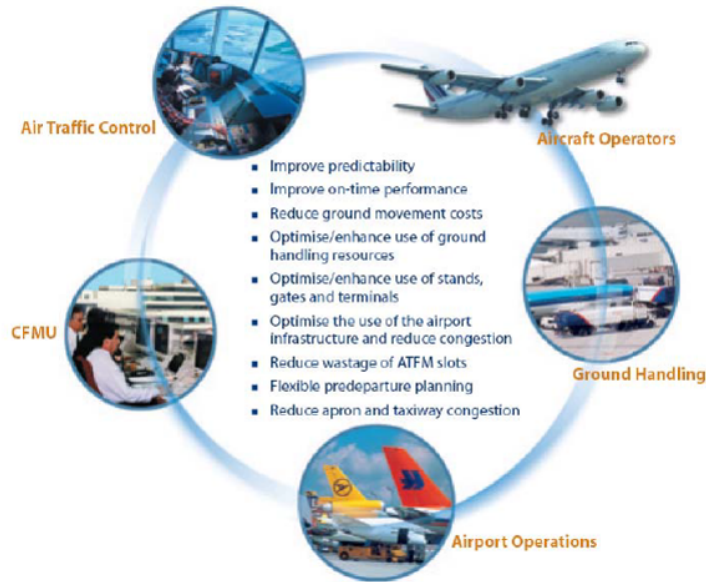 Air Traffic Control
Aircraft Operators
▪ Improve predictability
▪ Improve on-time performance
▪ Reduce ground movement costs
▪ Optimise/enhance use of ground
handling resources
▪ Optimise/enhance use of stands,
gates and terminals
▪ Optimise the use of the airport
infrastructure and reduce congestion
▪ Reduce wastage of ATFM slots
▪ Flexible predeparture planning
▪ Reduce apron and taxiway congestion
CFMU
Ground Handling
Airport Operations